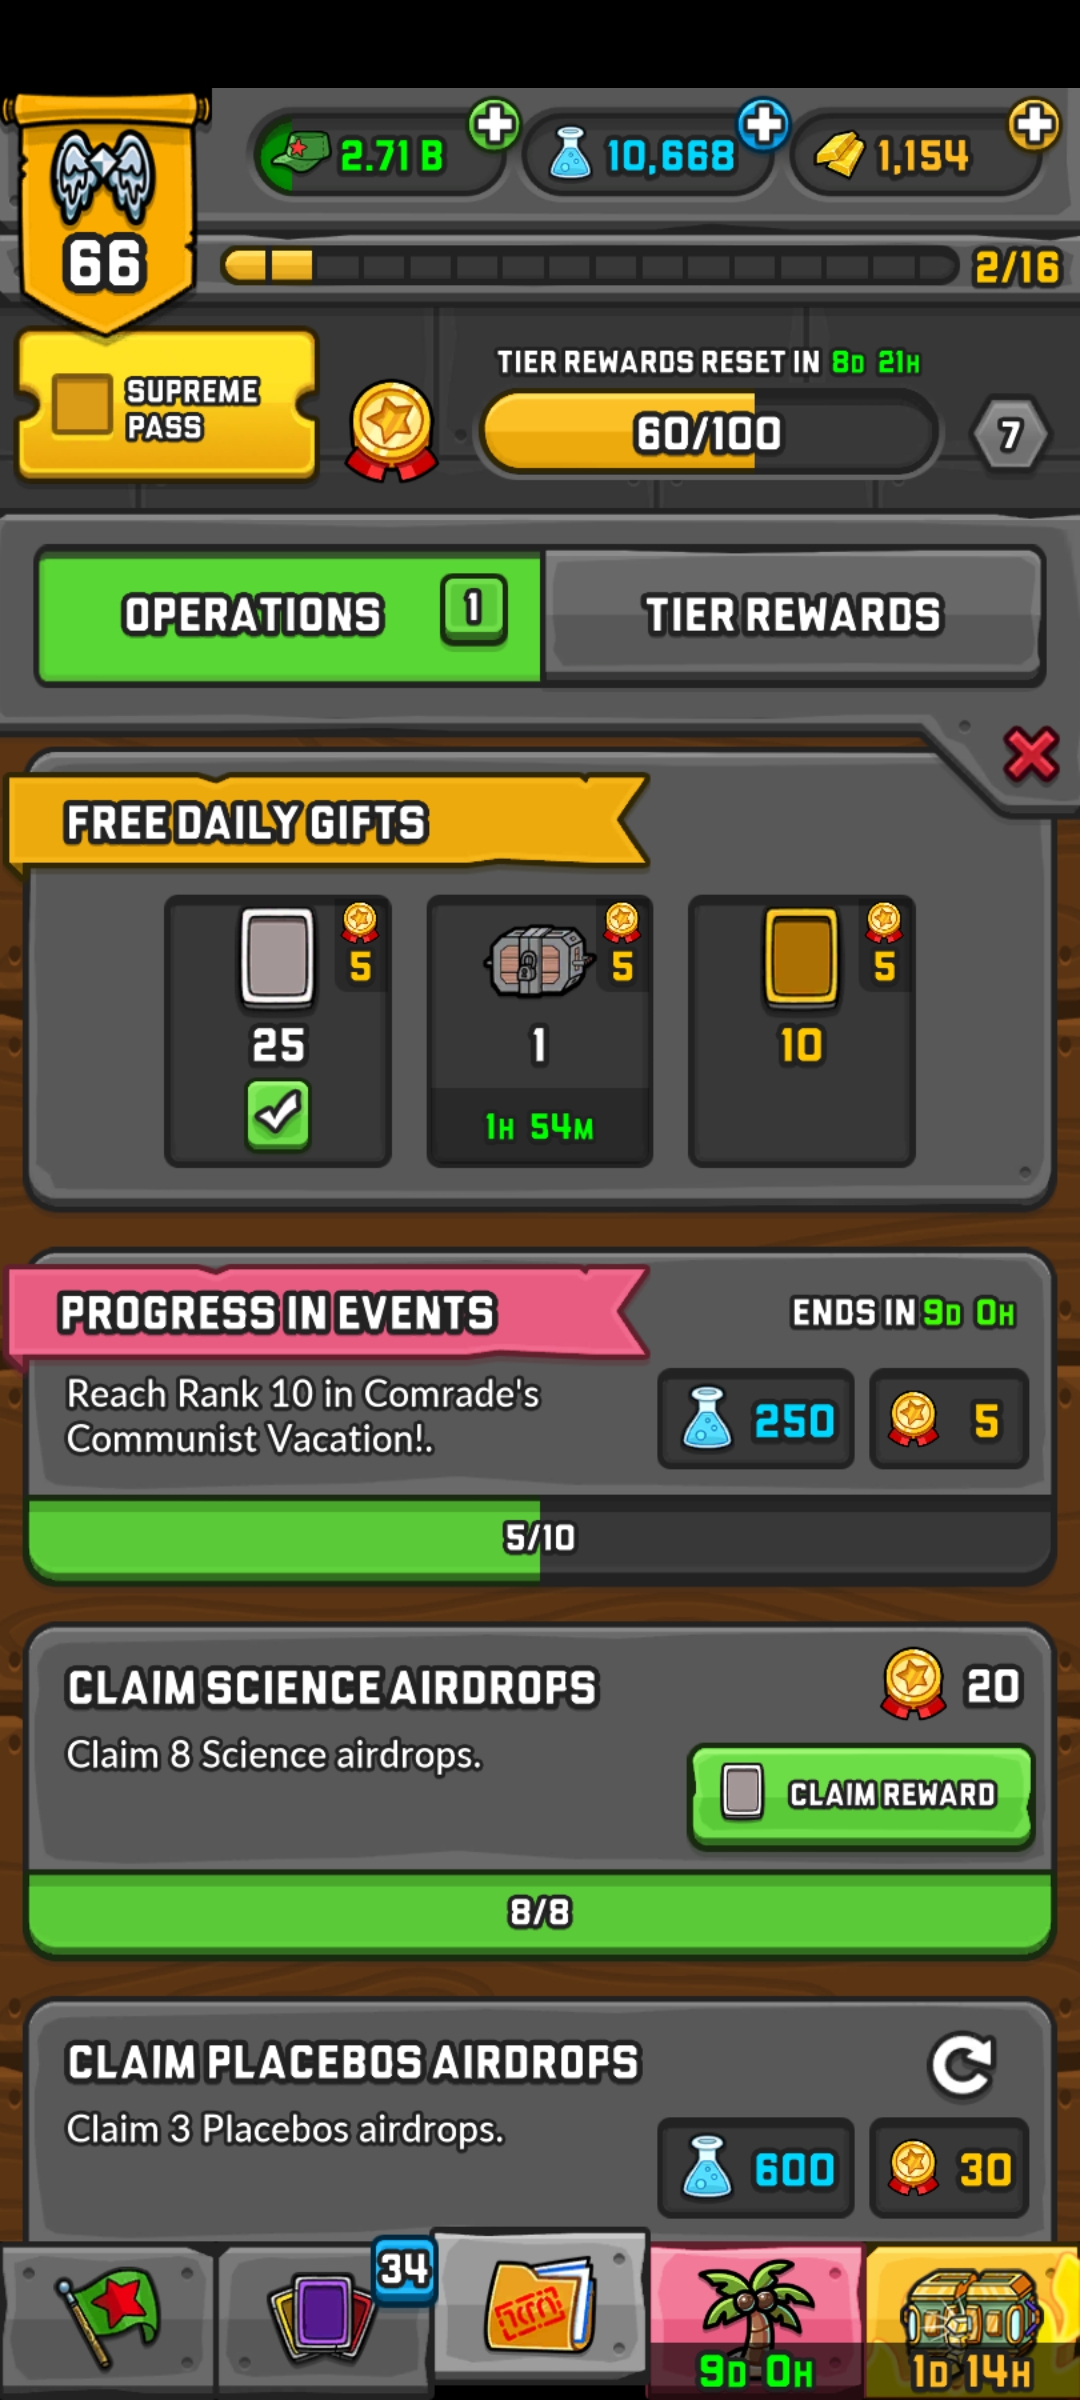 2.71 B
10,668
1,154
66
2/16
SUPREME
PASS
TIER REWARDS RESET IN 8D 21H
60/100
7
OPERATIONS 1
TIER REWARDS
FREE DAILY GIFTS
5
5
5
25
1
10
1H 54M
PROGRESS IN EVENTS
ENDS IN 9D 0H
Reach Rank 10 in Comrade's
Communist Vacation!.
250
5
5/10
CLAIM SCIENCE AIRDROPS
20
Claim 8 Science airdrops.
CLAIM REWARD
8/8
CLAIM PLACEBOS AIRDROPS
Claim 3 Placebos airdrops.
600
30
34
9D 0H
1D 14H